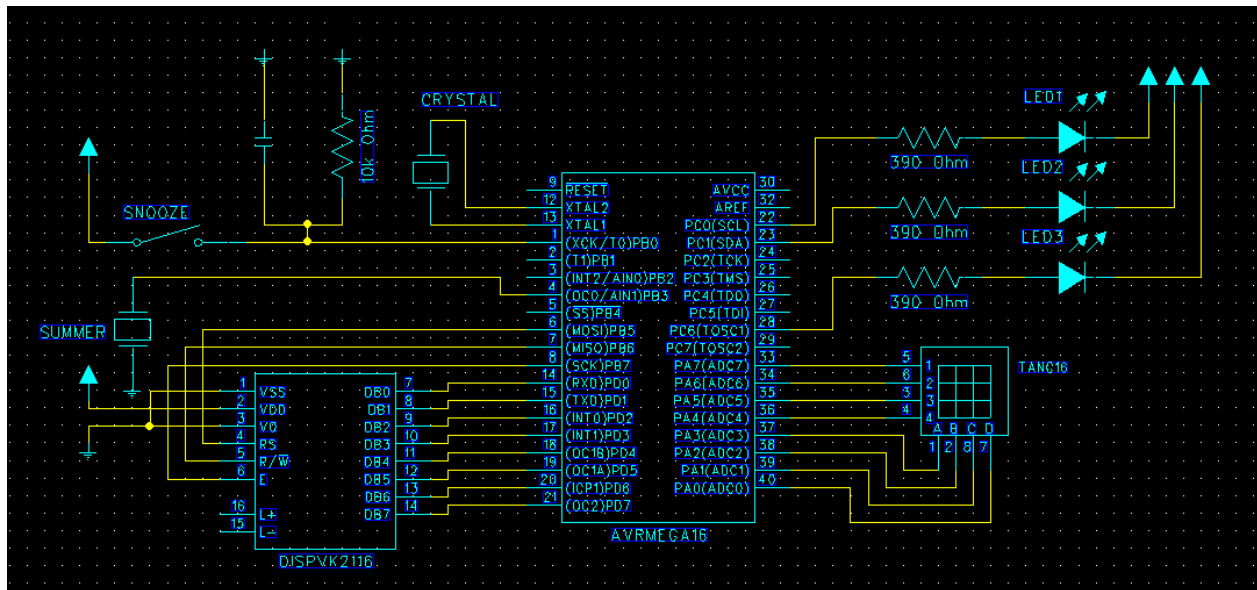 CRYSTAL
10k Ohm
SNOOZE
SUMMER
LED1
390 Ohm
LED2
390 Ohm
LED3
390 Ohm
9 RESET
12 XTAL2
13 XTAL1
1 (XCK/T0)PB0
2 (T1)PB1
3 (INT2/AIN0)PB2
4 (OC0/AIN1)PB3
5 (SS)PB4
6 (MOSI)PB5
7 (MISO)PB6
8 (SCK)PB7
14 (RXD)PD0
15 (TXD)PD1
16 (INT0)PD2
17 (INT1)PD3
18 (OC1B)PD4
19 (OC1A)PD5
20 (ICP1)PD6
21 (OC2)PD7
AVCC 30
AREF 32
PC0(SCL) 22
PC1(SDA) 23
PC2(TCK) 24
PC3(TMS) 25
PC4(TDO) 26
PC5(TDI) 27
PC6(TOSC1) 28
PC7(TOSC2) 29
PA7(ADC7) 33
PA6(ADC6) 34
PA5(ADC5) 35
PA4(ADC4) 36
PA3(ADC3) 37
PA2(ADC2) 38
PA1(ADC1) 39
PA0(ADC0) 40
AVRMEGA16
1 VSS
2 VDD
3 VO
4 RS
5 R/W
6 E
16 L+
15 L-
DB0 7
DB1 8
DB2 9
DB3 10
DB4 11
DB5 12
DB6 13
DB7 14
DISPVK2116
TANG16
5 1
6 2
3 3
4 4
A B C D
1 2 8 7